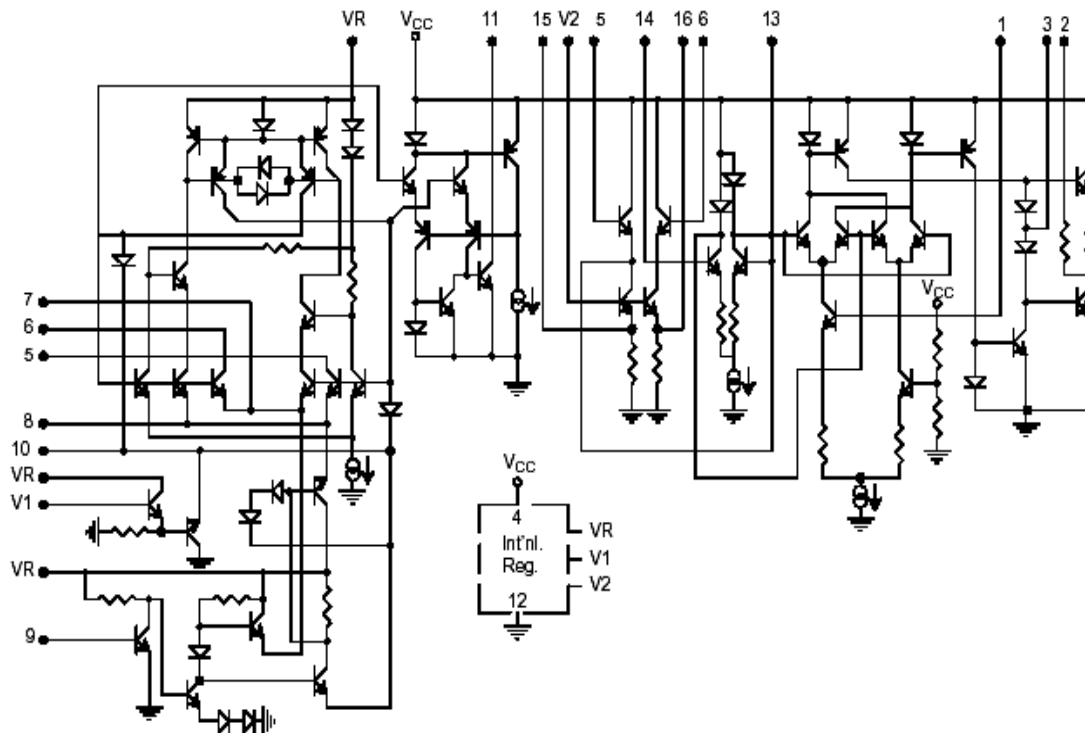 VR VCC 11 15 V2 5 14 16 6 13 1 3 2
VCC
7
6
5
8
10
VR
V1
VR
9
VCC
4
Int'nl.
Reg.
12
VR
V1
V2